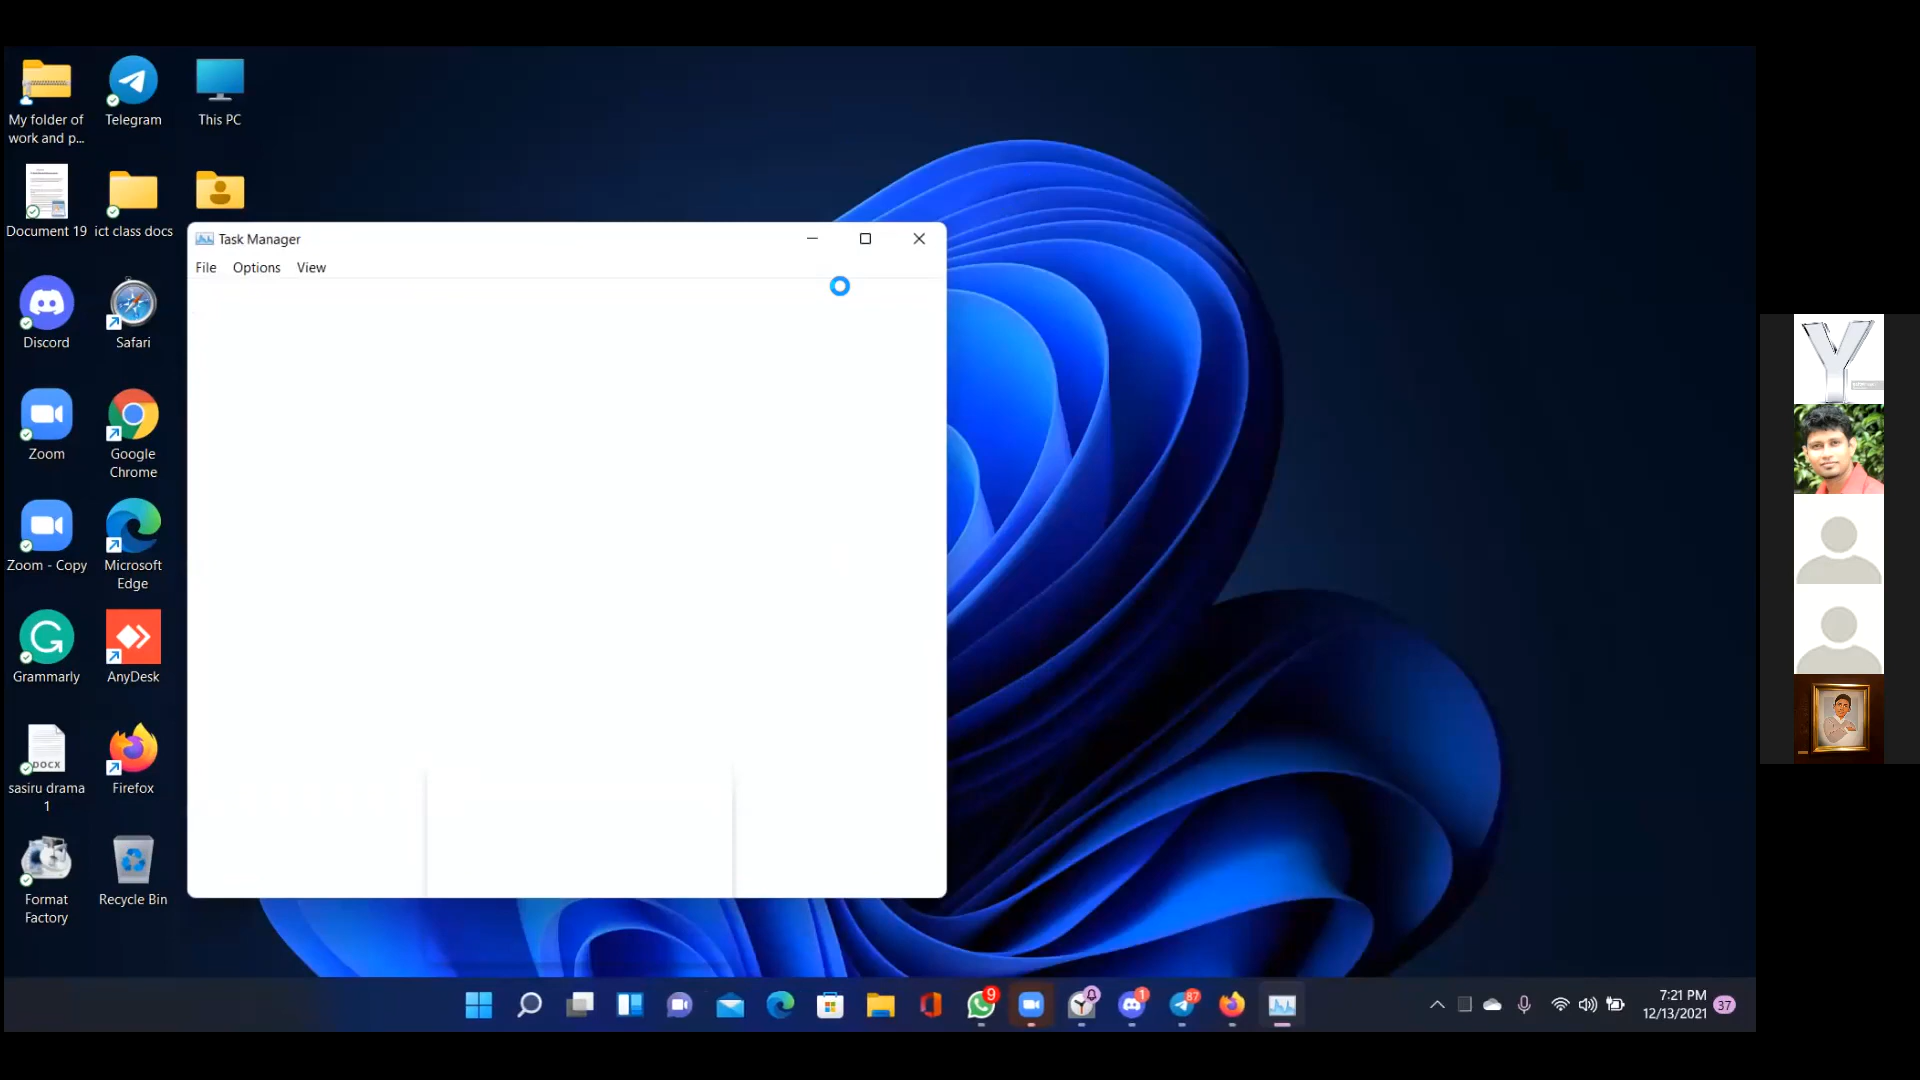 My folder of
work and p...
Telegram
This PC
Document 19
ict class docs
Task Manager
File Options View
Discord
Safari
Zoom
Google
Chrome
Zoom - Copy
Microsoft
Edge
Grammarly
AnyDesk
DOCX
sasiru drama
1
Firefox
Format
Factory
Recycle Bin
Y
9
1
87
7:21 PM
12/13/2021
37